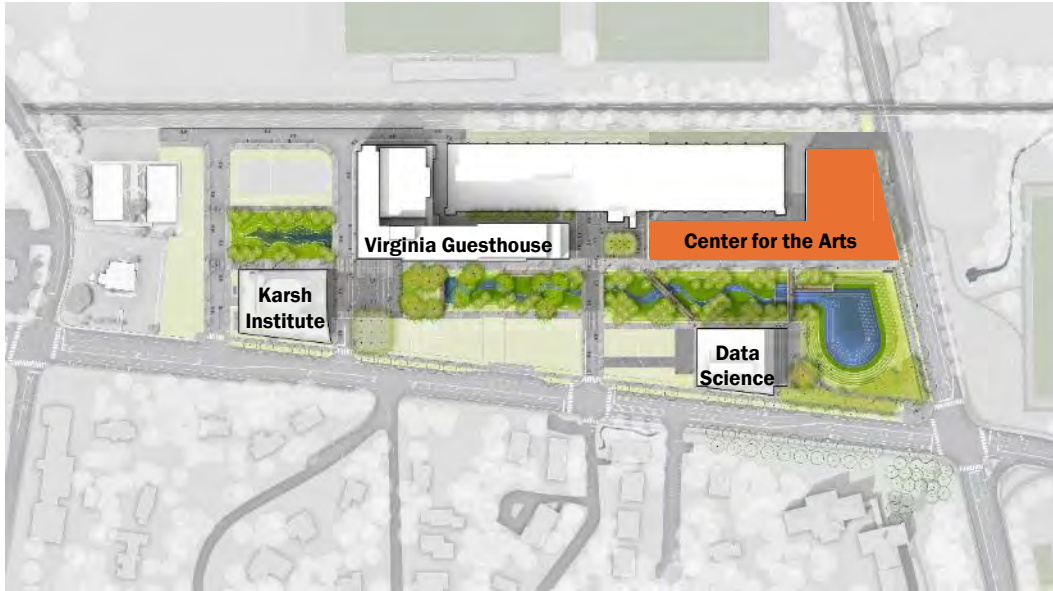 Virginia Guesthouse
Center for the Arts
Karsh
Institute
Data
Science